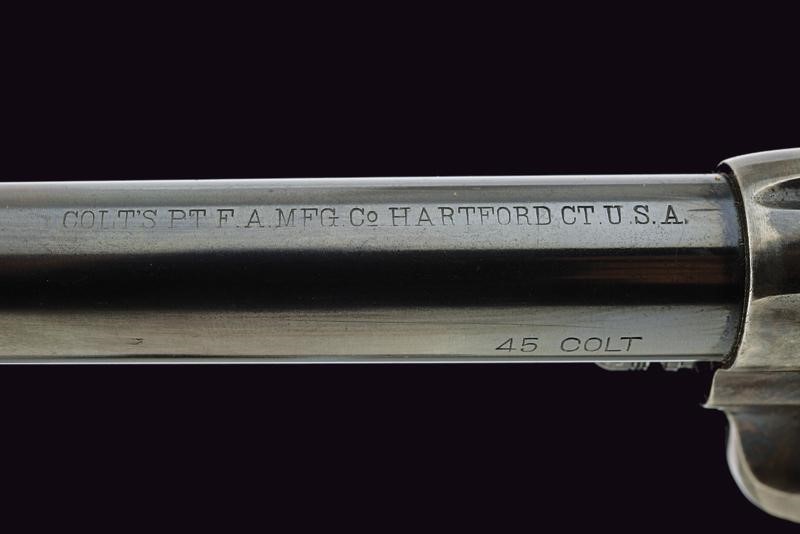 COLT'S PT. F. A. MFG. Co HARTFORD CT. U.S.A.
45 COLT